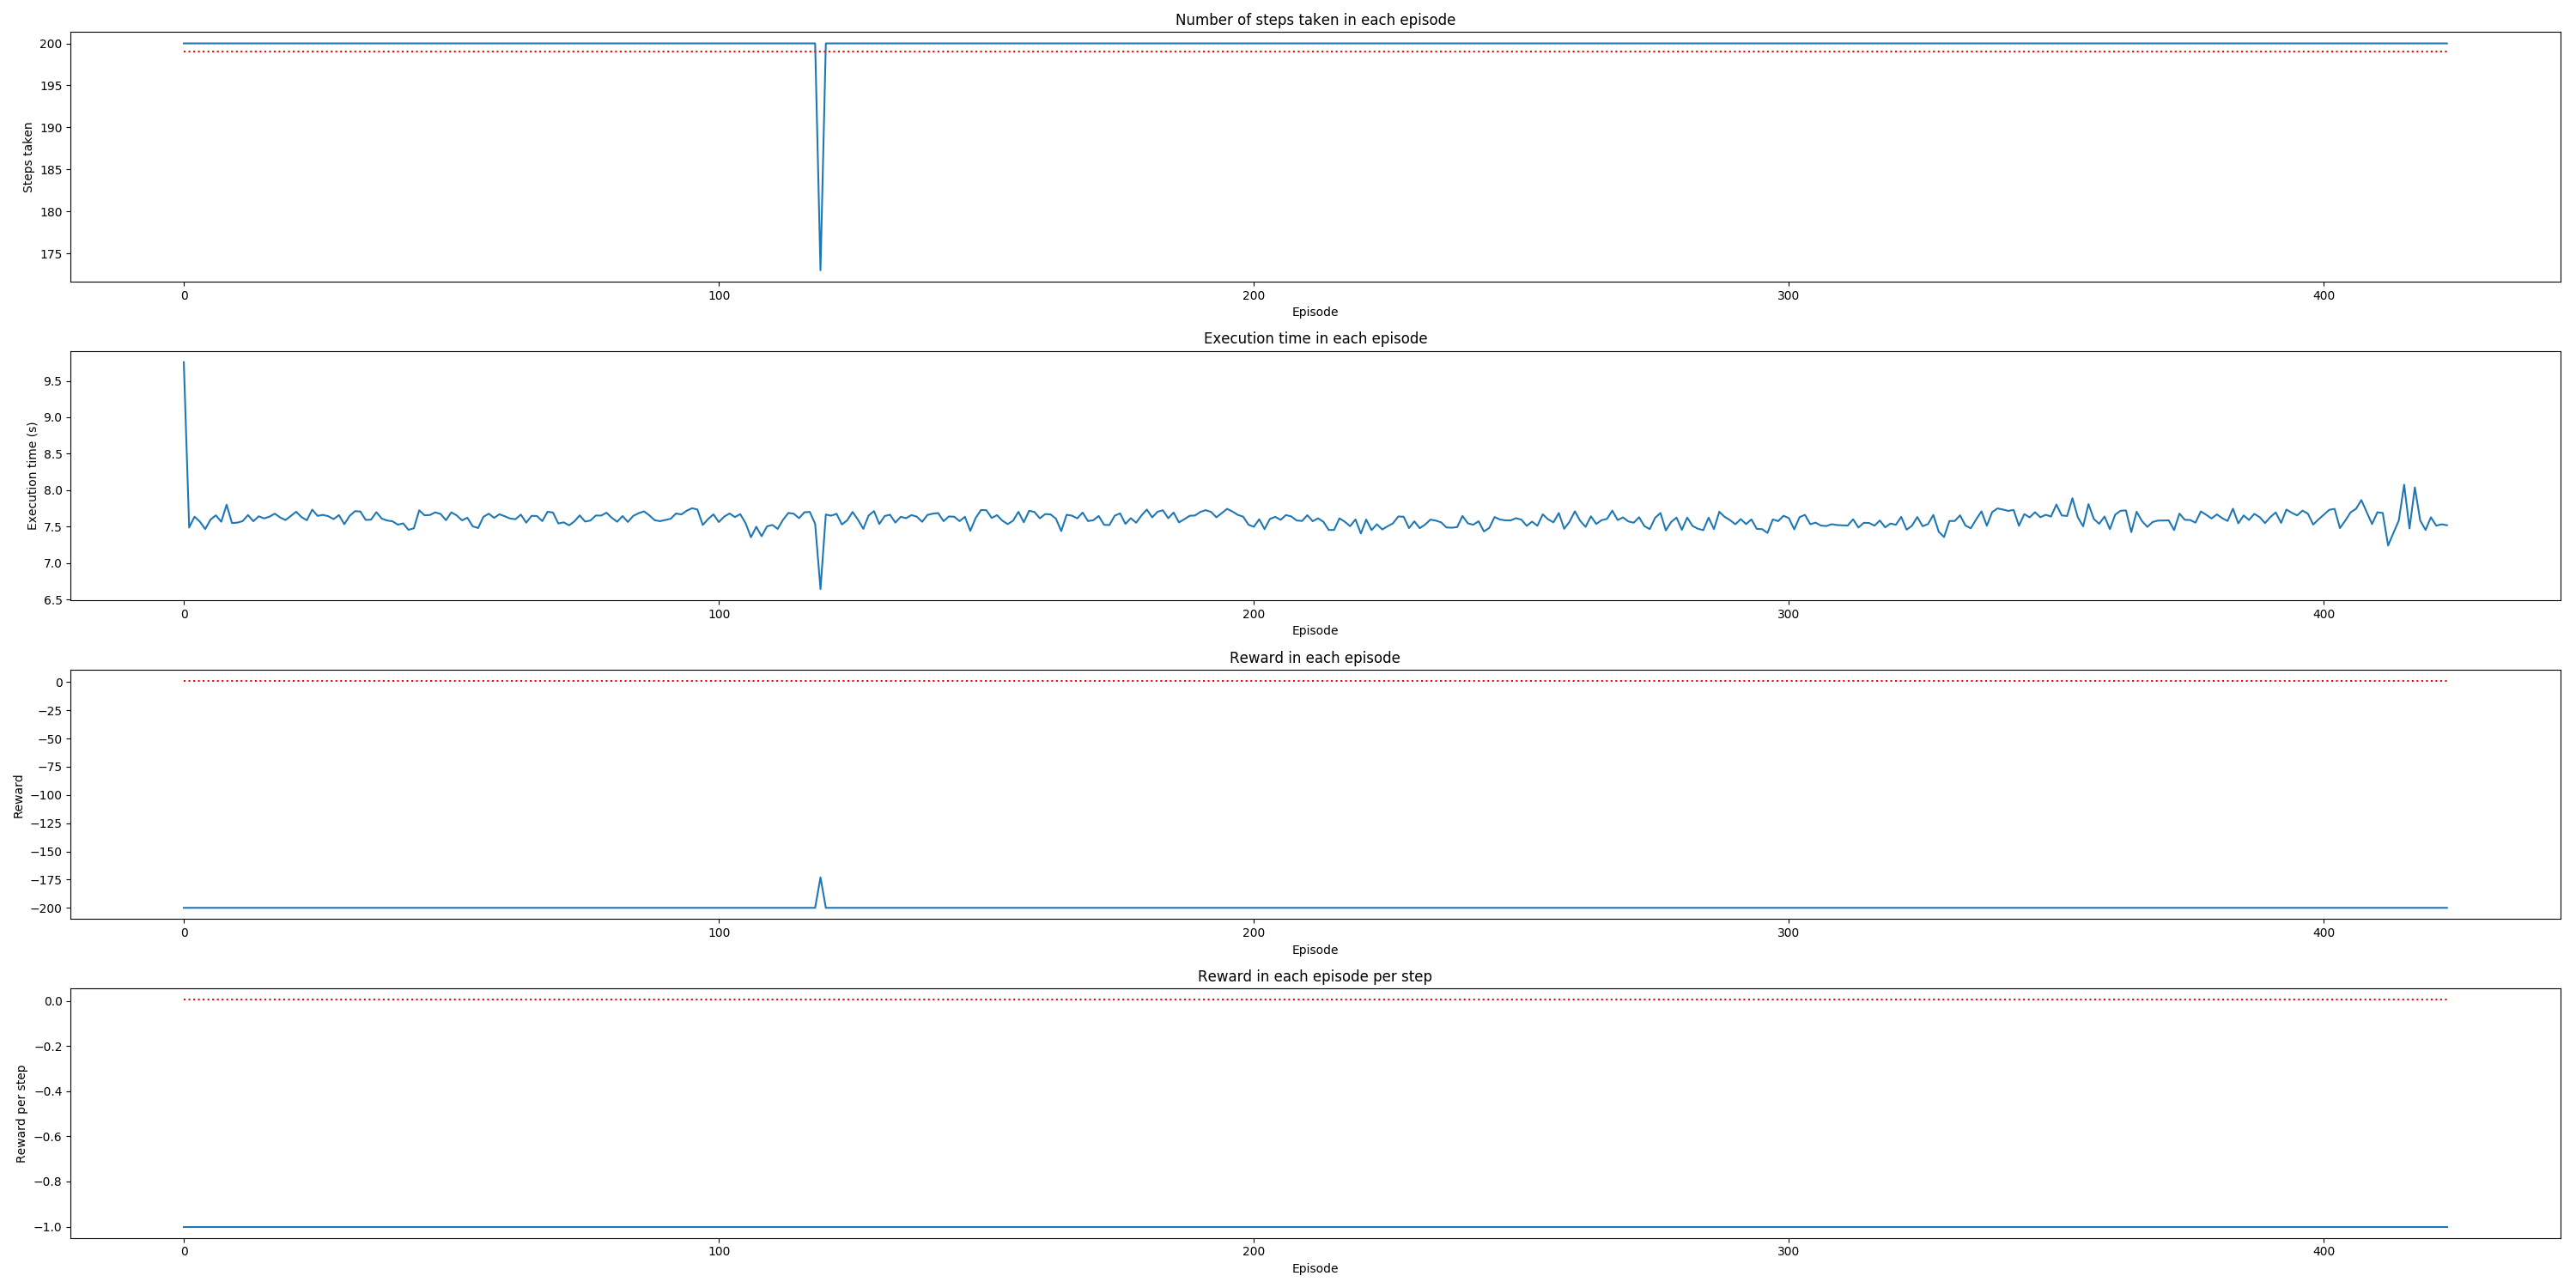 Number of steps taken in each episode
200
195
190
185
180
175
Steps taken
0 100 200 300 400
Episode
Execution time in each episode
9.5
9.0
8.5
8.0
7.5
7.0
6.5
Execution time (s)
0 100 200 300 400
Episode
Reward in each episode
0
−25
−50
−75
−100
−125
−150
−175
−200
Reward
0 100 200 300 400
Episode
Reward in each episode per step
0.0
−0.2
−0.4
−0.6
−0.8
−1.0
Reward per step
0 100 200 300 400
Episode